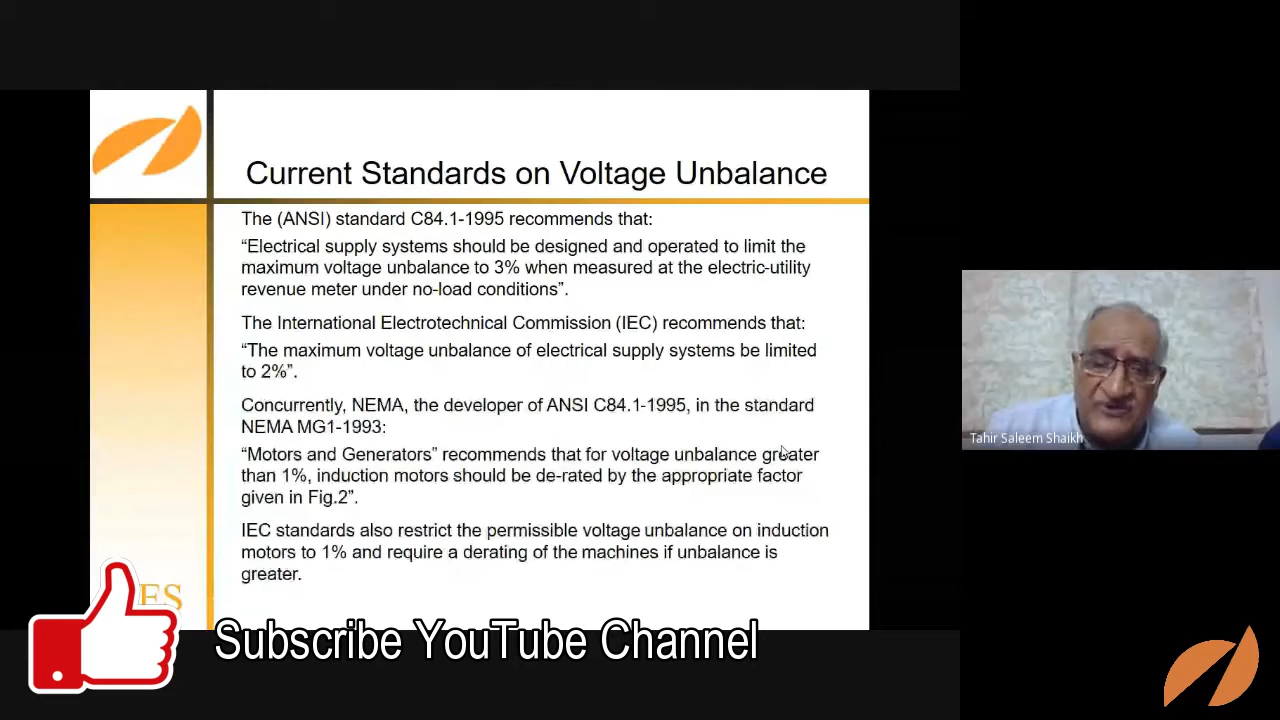 Current Standards on Voltage Unbalance
The (ANSI) standard C84.1-1995 recommends that:
“Electrical supply systems should be designed and operated to limit the
maximum voltage unbalance to 3% when measured at the electric-utility
revenue meter under no-load conditions”.
The International Electrotechnical Commission (IEC) recommends that:
“The maximum voltage unbalance of electrical supply systems be limited
to 2%”.
Concurrently, NEMA, the developer of ANSI C84.1-1995, in the standard
NEMA MG1-1993:
“Motors and Generators” recommends that for voltage unbalance greater
than 1%, induction motors should be de-rated by the appropriate factor
given in Fig.2”.
IEC standards also restrict the permissible voltage unbalance on induction
motors to 1% and require a derating of the machines if unbalance is
greater.
Subscribe YouTube Channel
Tahir Saleem Shaikh